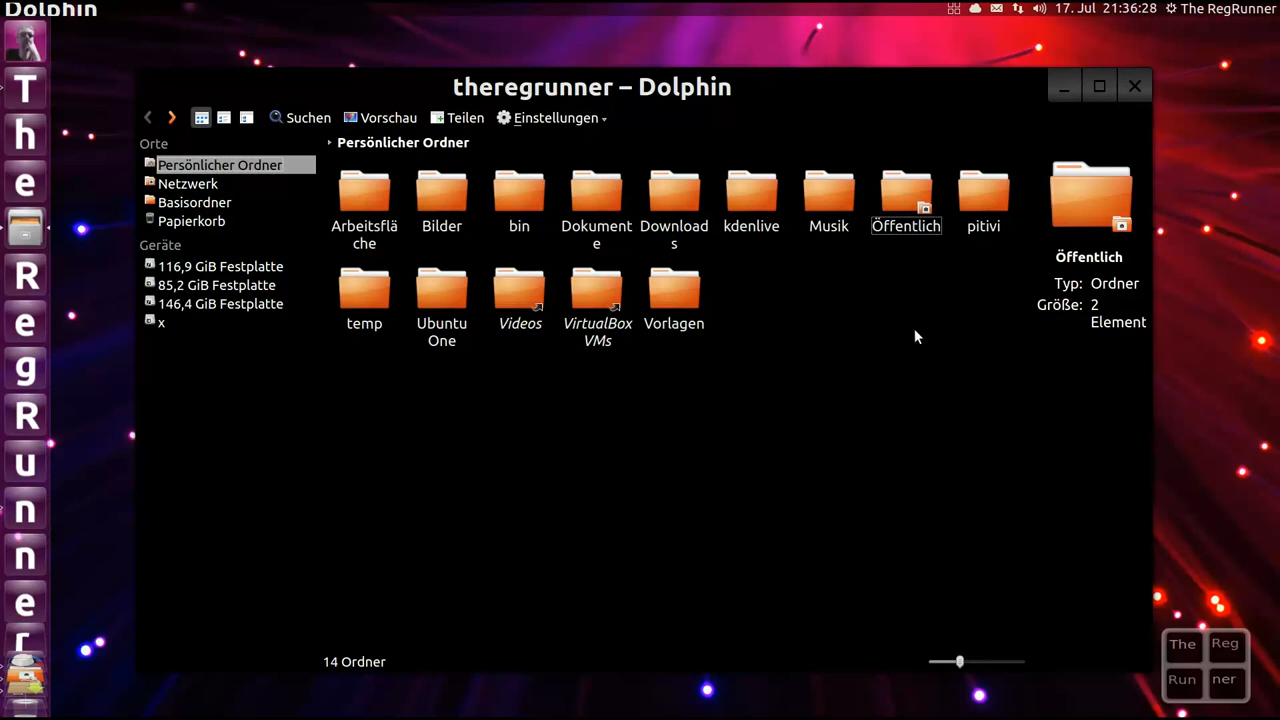 Dolphin
17. Jul 21:36:28 The RegRunner
theregrunner – Dolphin
Suchen Vorschau Teilen Einstellungen
Orte
Persönlicher Ordner
Netzwerk
Basisordner
Papierkorb
Geräte
116,9 GiB Festplatte
85,2 GiB Festplatte
146,4 GiB Festplatte
x
Persönlicher Ordner
Arbeitsflä
che
Bilder
bin
Dokument
e
Download
s
kdenlive
Musik
Öffentlich
pitivi
temp
Ubuntu
One
Videos
VirtualBox
VMs
Vorlagen
Öffentlich
Typ: Ordner
Größe: 2
Element
14 Ordner
T
h
e
R
e
g
R
u
n
n
e
r
The Reg
Run ner